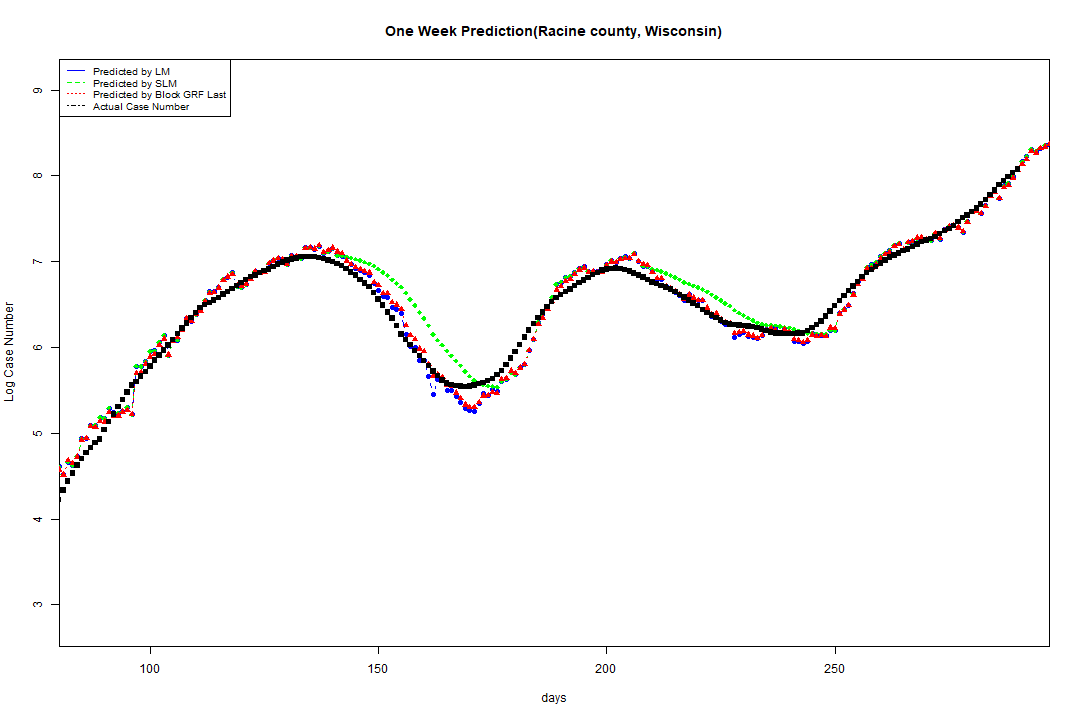 One Week Prediction(Racine county, Wisconsin)
Predicted by LM
Predicted by SLM
Predicted by Block GRF Last
Actual Case Number
9
8
7
6
5
4
3
Log Case Number
100 150 200 250
days